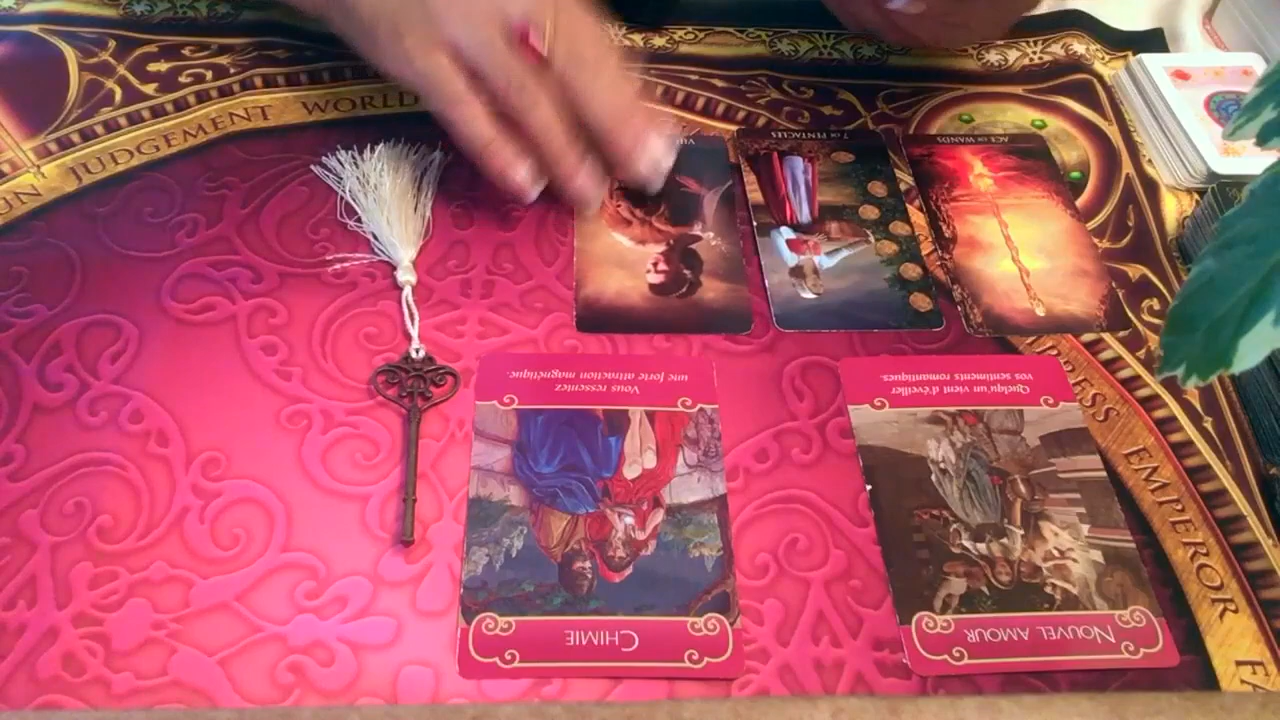 JUDGEMENT WORLD
VIII
7 OF PENTACLES
ACE OF WANDS
Vous ressentez
une forte attraction magnétique.
CHIMIE
Quelqu'un vient d'éveiller
vos sentiments romantiques.
NOUVEL AMOUR
EMPEROR